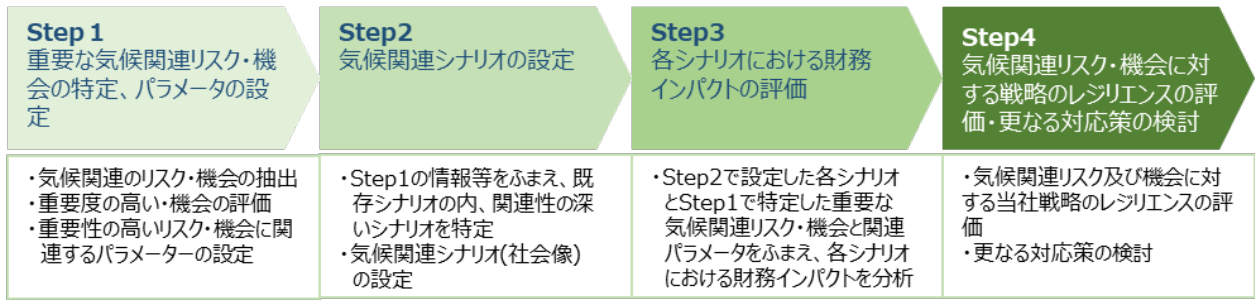 Step 1
重要な気候関連リスク・機
会の特定、パラメータの設
定
・気候関連のリスク・機会の抽出
・重要度の高い・機会の評価
・重要性の高いリスク・機会に関
連するパラメーターの設定
Step2
気候関連シナリオの設定
・Step1の情報等をふまえ、既
存シナリオの内、関連性の深
いシナリオを特定
・気候関連シナリオ(社会像)
の設定
Step3
各シナリオにおける財務
インパクトの評価
・Step2で設定した各シナリオ
とStep1で特定した重要な
気候関連リスク・機会と関連
パラメータをふまえ、各シナリオ
における財務インパクトを分析
Step4
気候関連リスク・機会に対
する戦略のレジリエンスの評
価・更なる対応策の検討
・気候関連リスク及び機会に対
する当社戦略のレジリエンスの評
価
・更なる対応策の検討